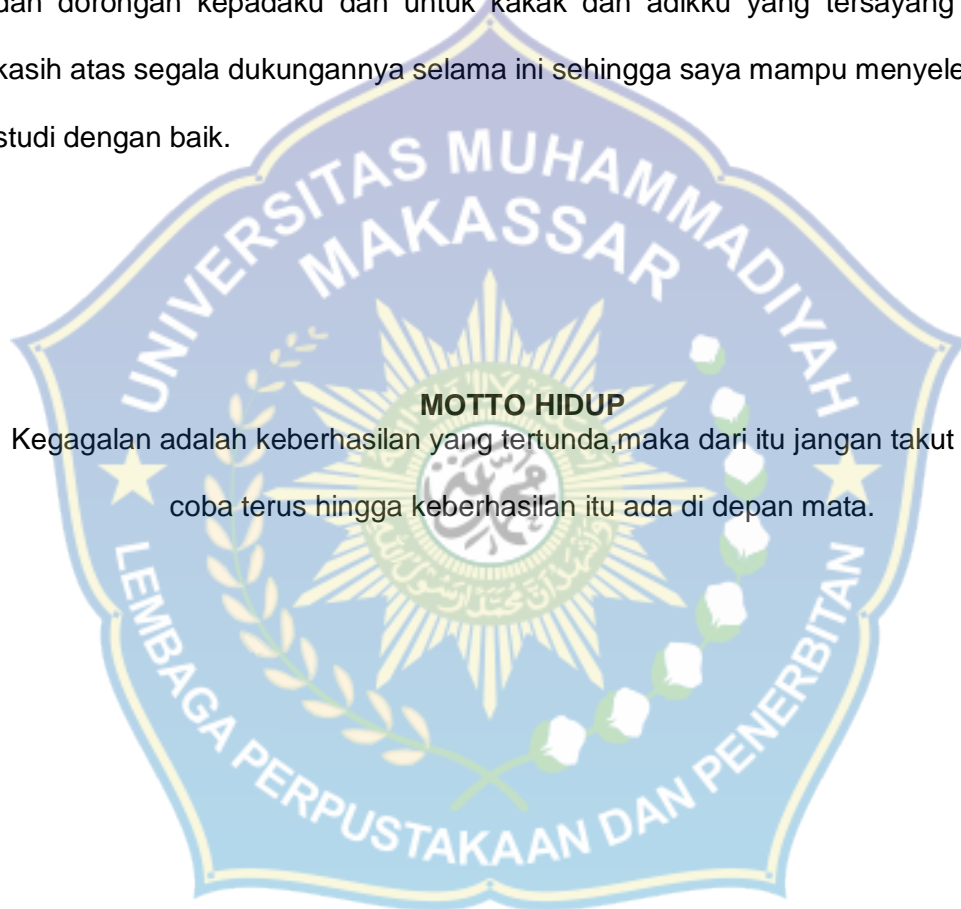 dan dorongan kepadaku dan untuk kakak dan adikku yang tersayang
kasih atas segala dukungannya selama ini sehingga saya mampu menyele
studi dengan baik.
UNIVERSITAS MUHAMMADIYAH
MAKASSAR
MOTTO HIDUP
Kegagalan adalah keberhasilan yang tertunda,maka dari itu jangan takut
coba terus hingga keberhasilan itu ada di depan mata.
LEMBAGA PERPUSTAKAAN DAN PENERBITAN